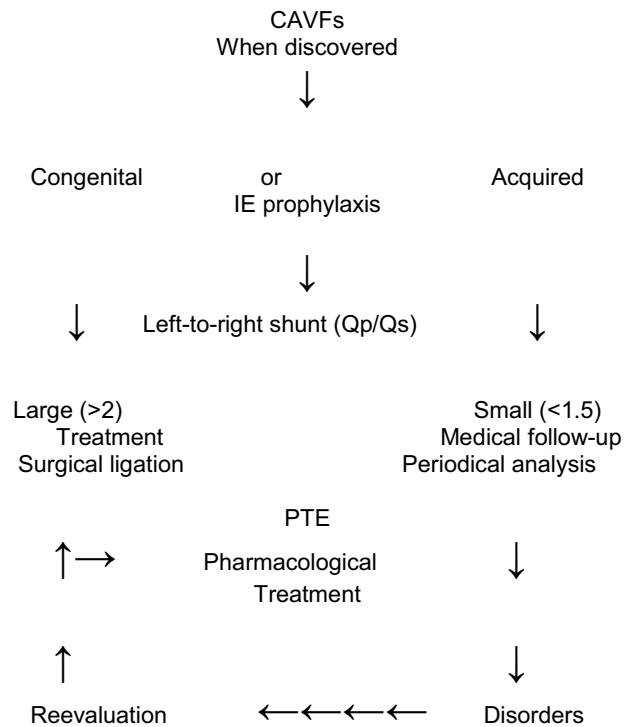 CAVFs
When discovered
↓
Congenital or Acquired
IE prophylaxis
↓
↓ Left-to-right shunt (Qp/Qs) ↓
Large (>2) Small (<1.5)
Treatment Medical follow-up
Surgical ligation Periodical analysis
PTE
↑→ Pharmacological ↓
Treatment
↑ ↓
Reevaluation ←←←← Disorders